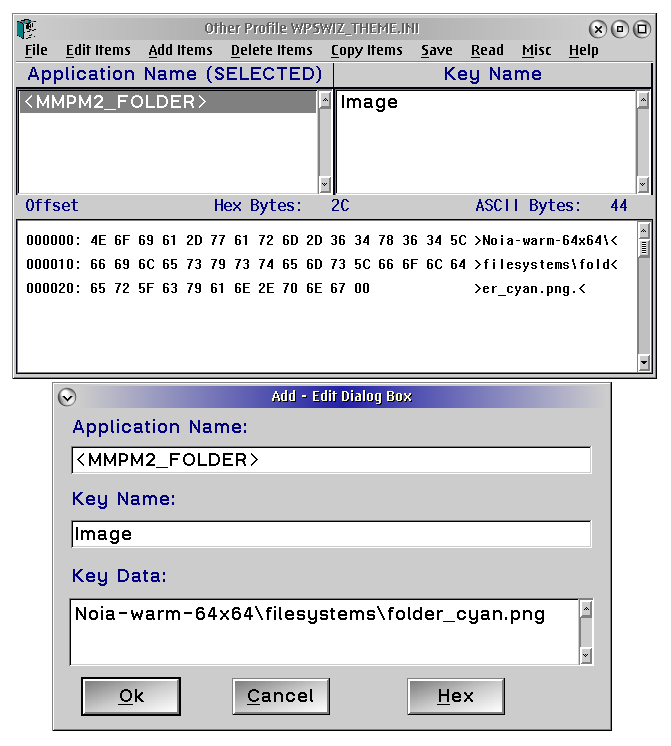 Other Profile WPSWIZ_THEME.INI
File Edit Items Add Items Delete Items Copy Items Save Read Misc Help
Application Name (SELECTED) Key Name
<MMPM2_FOLDER> Image
Offset Hex Bytes: 2C ASCII Bytes: 44
000000: 4E 6F 69 61 2D 77 61 72 6D 2D 36 34 78 36 34 5C >Noia-warm-64x64\<
000010: 66 69 6C 65 73 79 73 74 65 6D 73 5C 66 6F 6C 64 >filesystems\fold<
000020: 65 72 5F 63 79 61 6E 2E 70 6E 67 00 >er_cyan.png.<
Add - Edit Dialog Box
Application Name:
<MMPM2_FOLDER>
Key Name:
Image
Key Data:
Noia-warm-64x64\filesystems\folder_cyan.png
Ok Cancel Hex